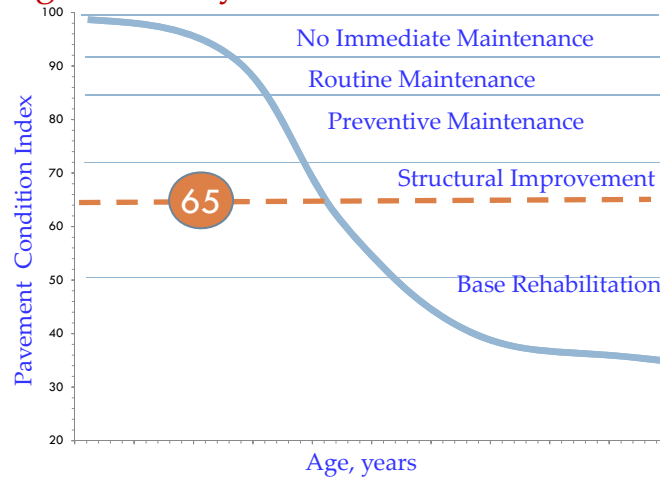 100
No Immediate Maintenance
90
Routine Maintenance
80
Preventive Maintenance
70
Structural Improvement
65
60
50
Base Rehabilitation
40
30
20
Pavement Condition Index
Age, years